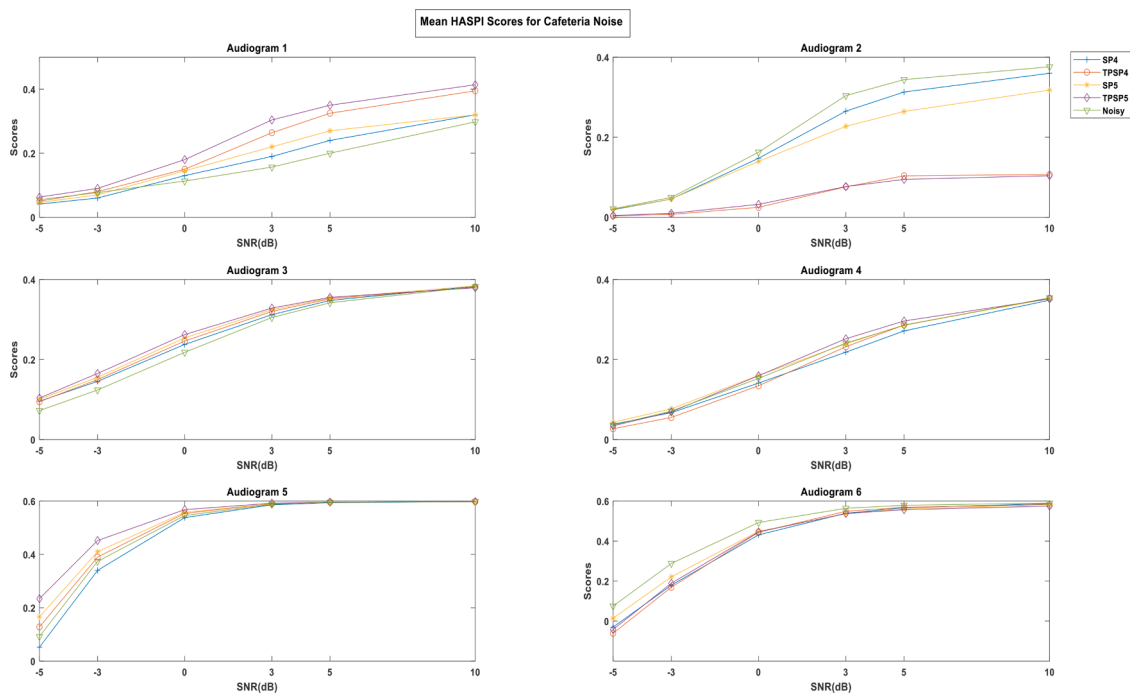 Mean HASPI Scores for Cafeteria Noise
Audiogram 1
0.4
0.2
0
Scores
-5 -3 0 3 5 10
SNR(dB)
Audiogram 2
0.4
0.2
0
Scores
-5 -3 0 3 5 10
SNR(dB)
SP4
TPSP4
SP5
TPSP5
Noisy
Audiogram 3
0.4
0.2
0
Scores
-5 -3 0 3 5 10
SNR(dB)
Audiogram 4
0.4
0.2
0
Scores
-5 -3 0 3 5 10
SNR(dB)
Audiogram 5
0.6
0.4
0.2
0
Scores
-5 -3 0 3 5 10
SNR(dB)
Audiogram 6
0.6
0.4
0.2
0
Scores
-5 -3 0 3 5 10
SNR(dB)